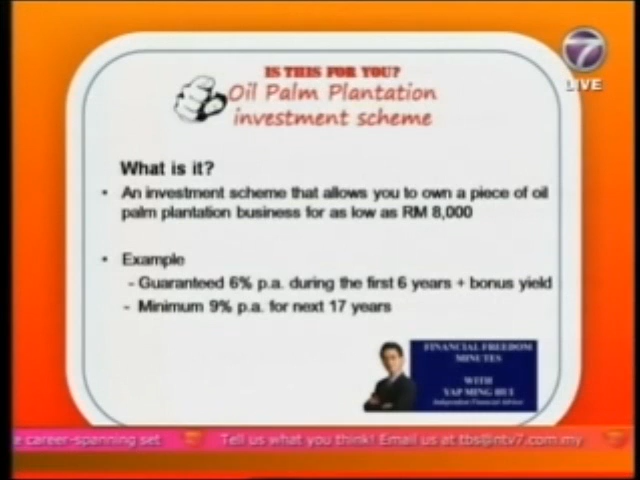 7
LIVE
IS THIS FOR YOU?
Oil Palm Plantation
investment scheme
What is it?
• An investment scheme that allows you to own a piece of oil
palm plantation business for as low as RM 8,000
• Example
- Guaranteed 6% p.a. during the first 6 years + bonus yield
- Minimum 9% p.a. for next 17 years
FINANCIAL FREEDOM
MINUTES
WITH
YAP MING HUI
Independent Financial Advisor
e career-spanning set
Tell us what you think! Email us at tbs@ntv7.com.my